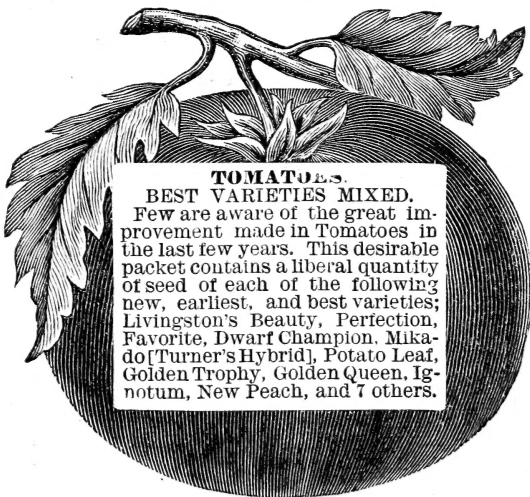 TOMATOES.
BEST VARIETIES MIXED.
Few are aware of the great im-
provement made in Tomatoes in
the last few years. This desirable
packet contains a liberal quantity
of seed of each of the following
new, earliest, and best varieties;
Livingston's Beauty, Perfection,
Favorite, Dwarf Champion, Mika-
do [Turner's Hybrid], Potato Leaf,
Golden Trophy, Golden Queen, Ig-
notum, New Peach, and 7 others.